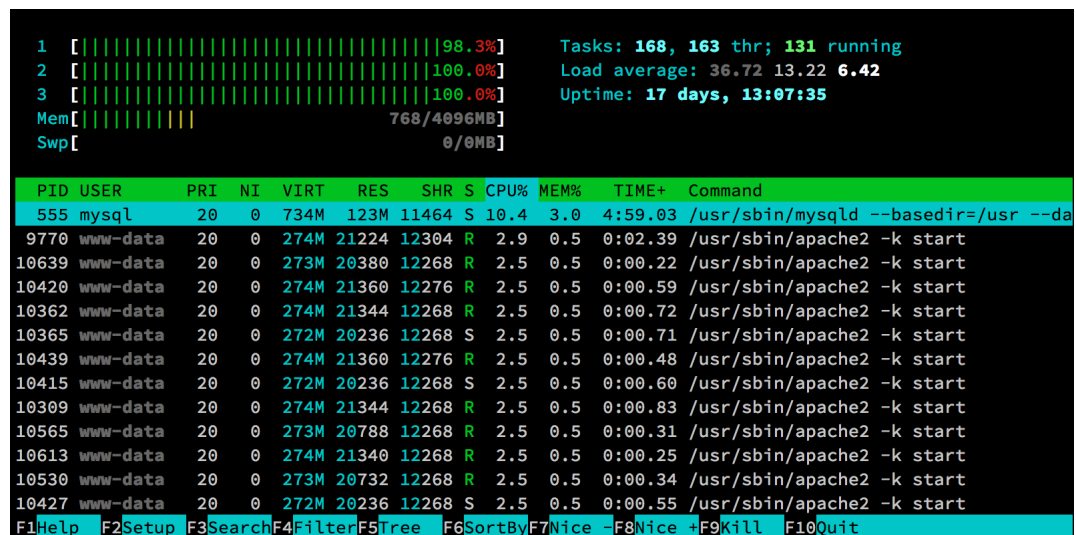 1 [||||||||||||||||||||||||||||||||||98.3%] Tasks: 168, 163 thr; 131 running
2 [|||||||||||||||||||||||||||||||||100.0%] Load average: 36.72 13.22 6.42
3 [|||||||||||||||||||||||||||||||||100.0%] Uptime: 17 days, 13:07:35
Mem[||||||||||| 768/4096MB]
Swp[ 0/0MB]
PID USER PRI NI VIRT RES SHR S CPU% MEM% TIME+ Command
555 mysql 20 0 734M 123M 11464 S 10.4 3.0 4:59.03 /usr/sbin/mysqld --basedir=/usr --da
9770 www-data 20 0 274M 21224 12304 R 2.9 0.5 0:02.39 /usr/sbin/apache2 -k start
10639 www-data 20 0 273M 20380 12268 R 2.5 0.5 0:00.22 /usr/sbin/apache2 -k start
10420 www-data 20 0 274M 21360 12276 R 2.5 0.5 0:00.59 /usr/sbin/apache2 -k start
10362 www-data 20 0 274M 21344 12268 R 2.5 0.5 0:00.72 /usr/sbin/apache2 -k start
10365 www-data 20 0 272M 20236 12268 S 2.5 0.5 0:00.71 /usr/sbin/apache2 -k start
10439 www-data 20 0 274M 21360 12276 R 2.5 0.5 0:00.48 /usr/sbin/apache2 -k start
10415 www-data 20 0 272M 20236 12268 S 2.5 0.5 0:00.60 /usr/sbin/apache2 -k start
10309 www-data 20 0 274M 21344 12268 R 2.5 0.5 0:00.83 /usr/sbin/apache2 -k start
10565 www-data 20 0 273M 20788 12268 R 2.5 0.5 0:00.31 /usr/sbin/apache2 -k start
10613 www-data 20 0 274M 21340 12268 R 2.5 0.5 0:00.25 /usr/sbin/apache2 -k start
10530 www-data 20 0 273M 20732 12268 R 2.5 0.5 0:00.34 /usr/sbin/apache2 -k start
10427 www-data 20 0 272M 20236 12268 S 2.5 0.5 0:00.55 /usr/sbin/apache2 -k start
F1Help F2Setup F3SearchF4FilterF5Tree F6SortByF7Nice -F8Nice +F9Kill F10Quit